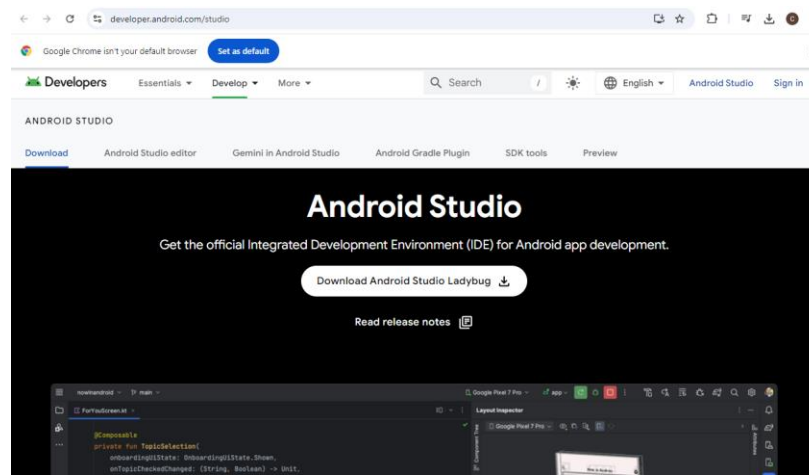 developer.android.com/studio
Google Chrome isn't your default browser Set as default
Developers Essentials Develop More Search / English Android Studio Sign in
ANDROID STUDIO
Download Android Studio editor Gemini in Android Studio Android Gradle Plugin SDK tools Preview
Android Studio
Get the official Integrated Development Environment (IDE) for Android app development.
Download Android Studio Ladybug
Read release notes
nowinandroid main Google Pixel 7 Pro app
ForYouScreen.kt Layout Inspector
Google Pixel 7 Pro
Component Tree
@Composable
private fun TopicSelection(
onboardingUiState: OnboardingUiState.Shown,
onTopicCheckedChanged: (String, Boolean) -> Unit,